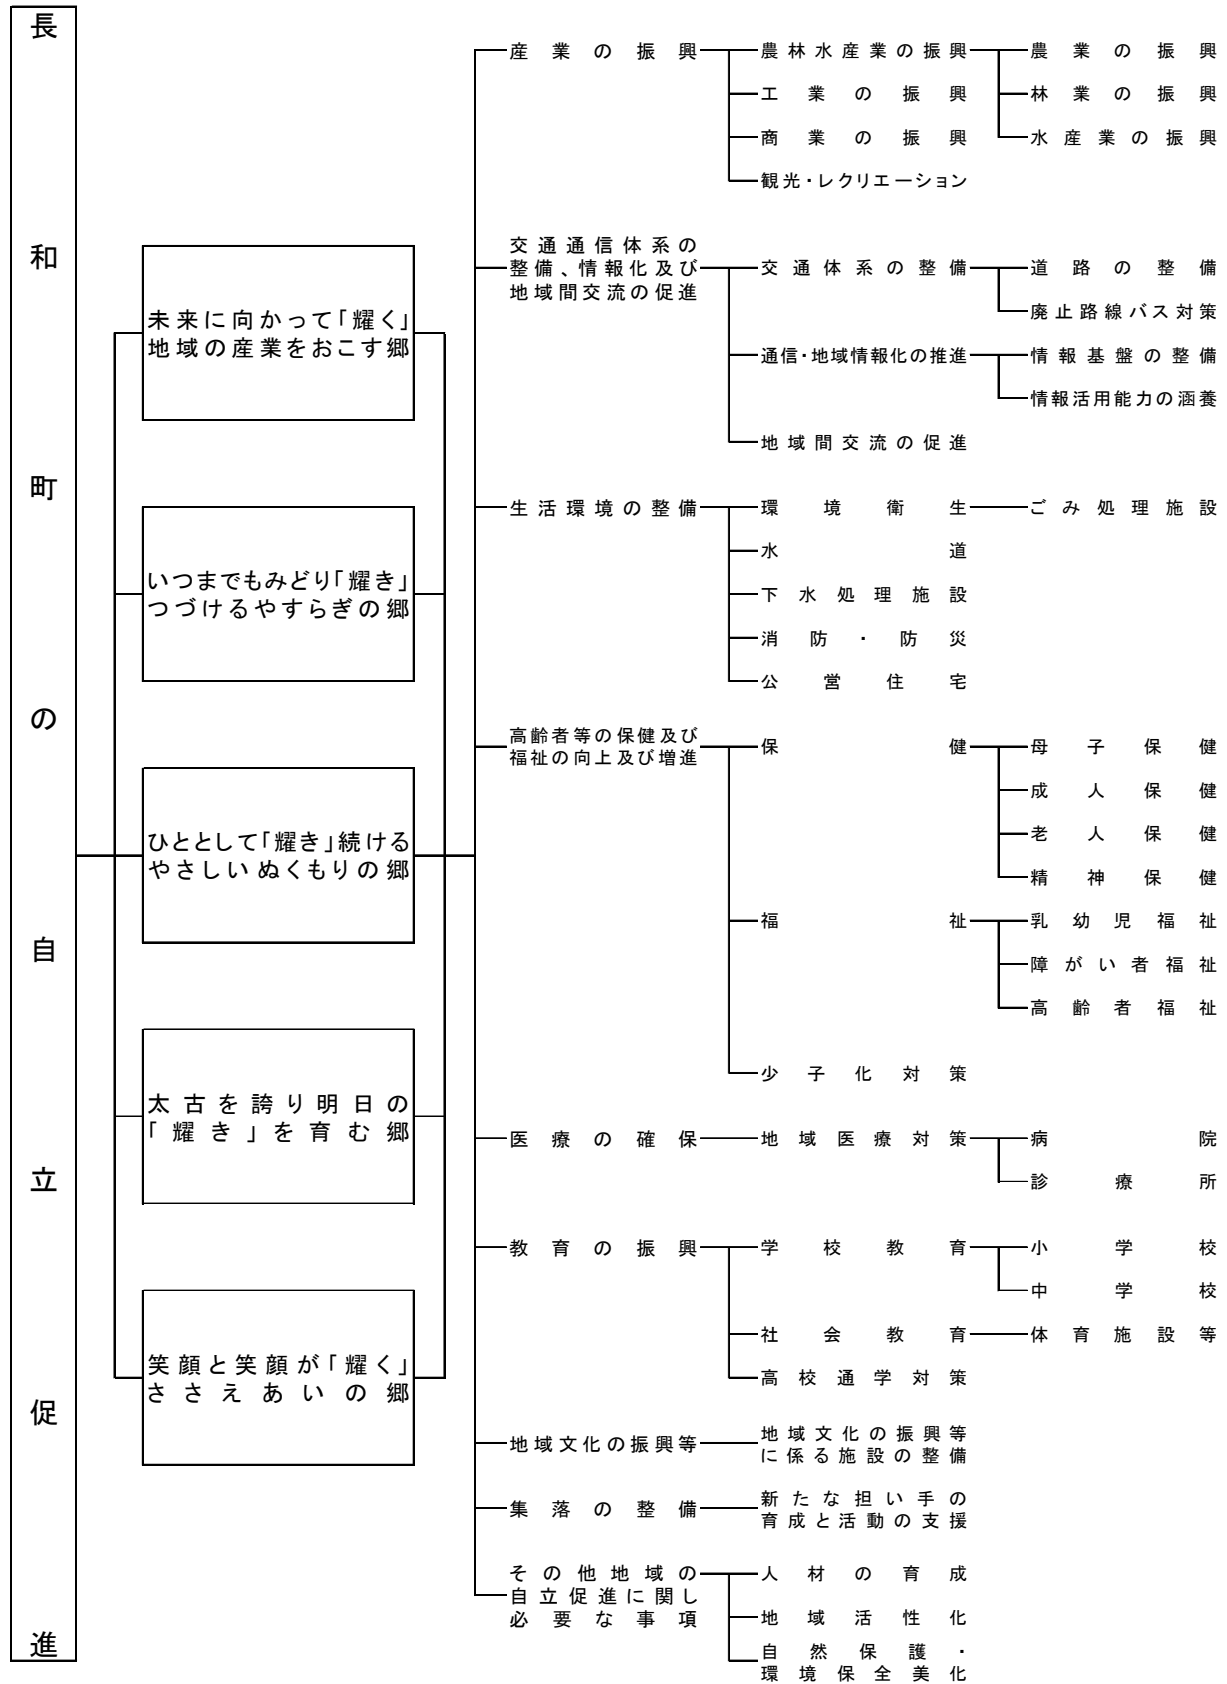 長和町の自立促進
未来に向かって「耀く」
地域の産業をおこす郷
いつまでもみどり「耀き」
つづけるやすらぎの郷
ひととして「耀き」続ける
やさしいぬくもりの郷
太古を誇り明日の
「耀き」を育む郷
笑顔と笑顔が「耀く」
ささえあいの郷
産業の振興
農林水産業の振興
農業の振興
林業の振興
水産業の振興
工業の振興
商業の振興
観光・レクリエーション
交通通信体系の
整備、情報化及び
地域間交流の促進
交通体系の整備
道路の整備
廃止路線バス対策
通信・地域情報化の推進
情報基盤の整備
情報活用能力の涵養
地域間交流の促進
生活環境の整備
環境衛生
ごみ処理施設
水道
下水処理施設
消防・防災
公営住宅
高齢者等の保健及び
福祉の向上及び増進
保健
母子保健
成人保健
老人保健
精神保健
福祉
乳幼児福祉
障がい者福祉
高齢者福祉
少子化対策
医療の確保
地域医療対策
病院
診療所
教育の振興
学校教育
小学校
中学校
社会教育
体育施設等
高校通学対策
地域文化の振興等
地域文化の振興等
に係る施設の整備
集落の整備
新たな担い手の
育成と活動の支援
その他地域の
自立促進に関し
必要な事項
人材の育成
地域活性化
自然保護・
環境保全美化